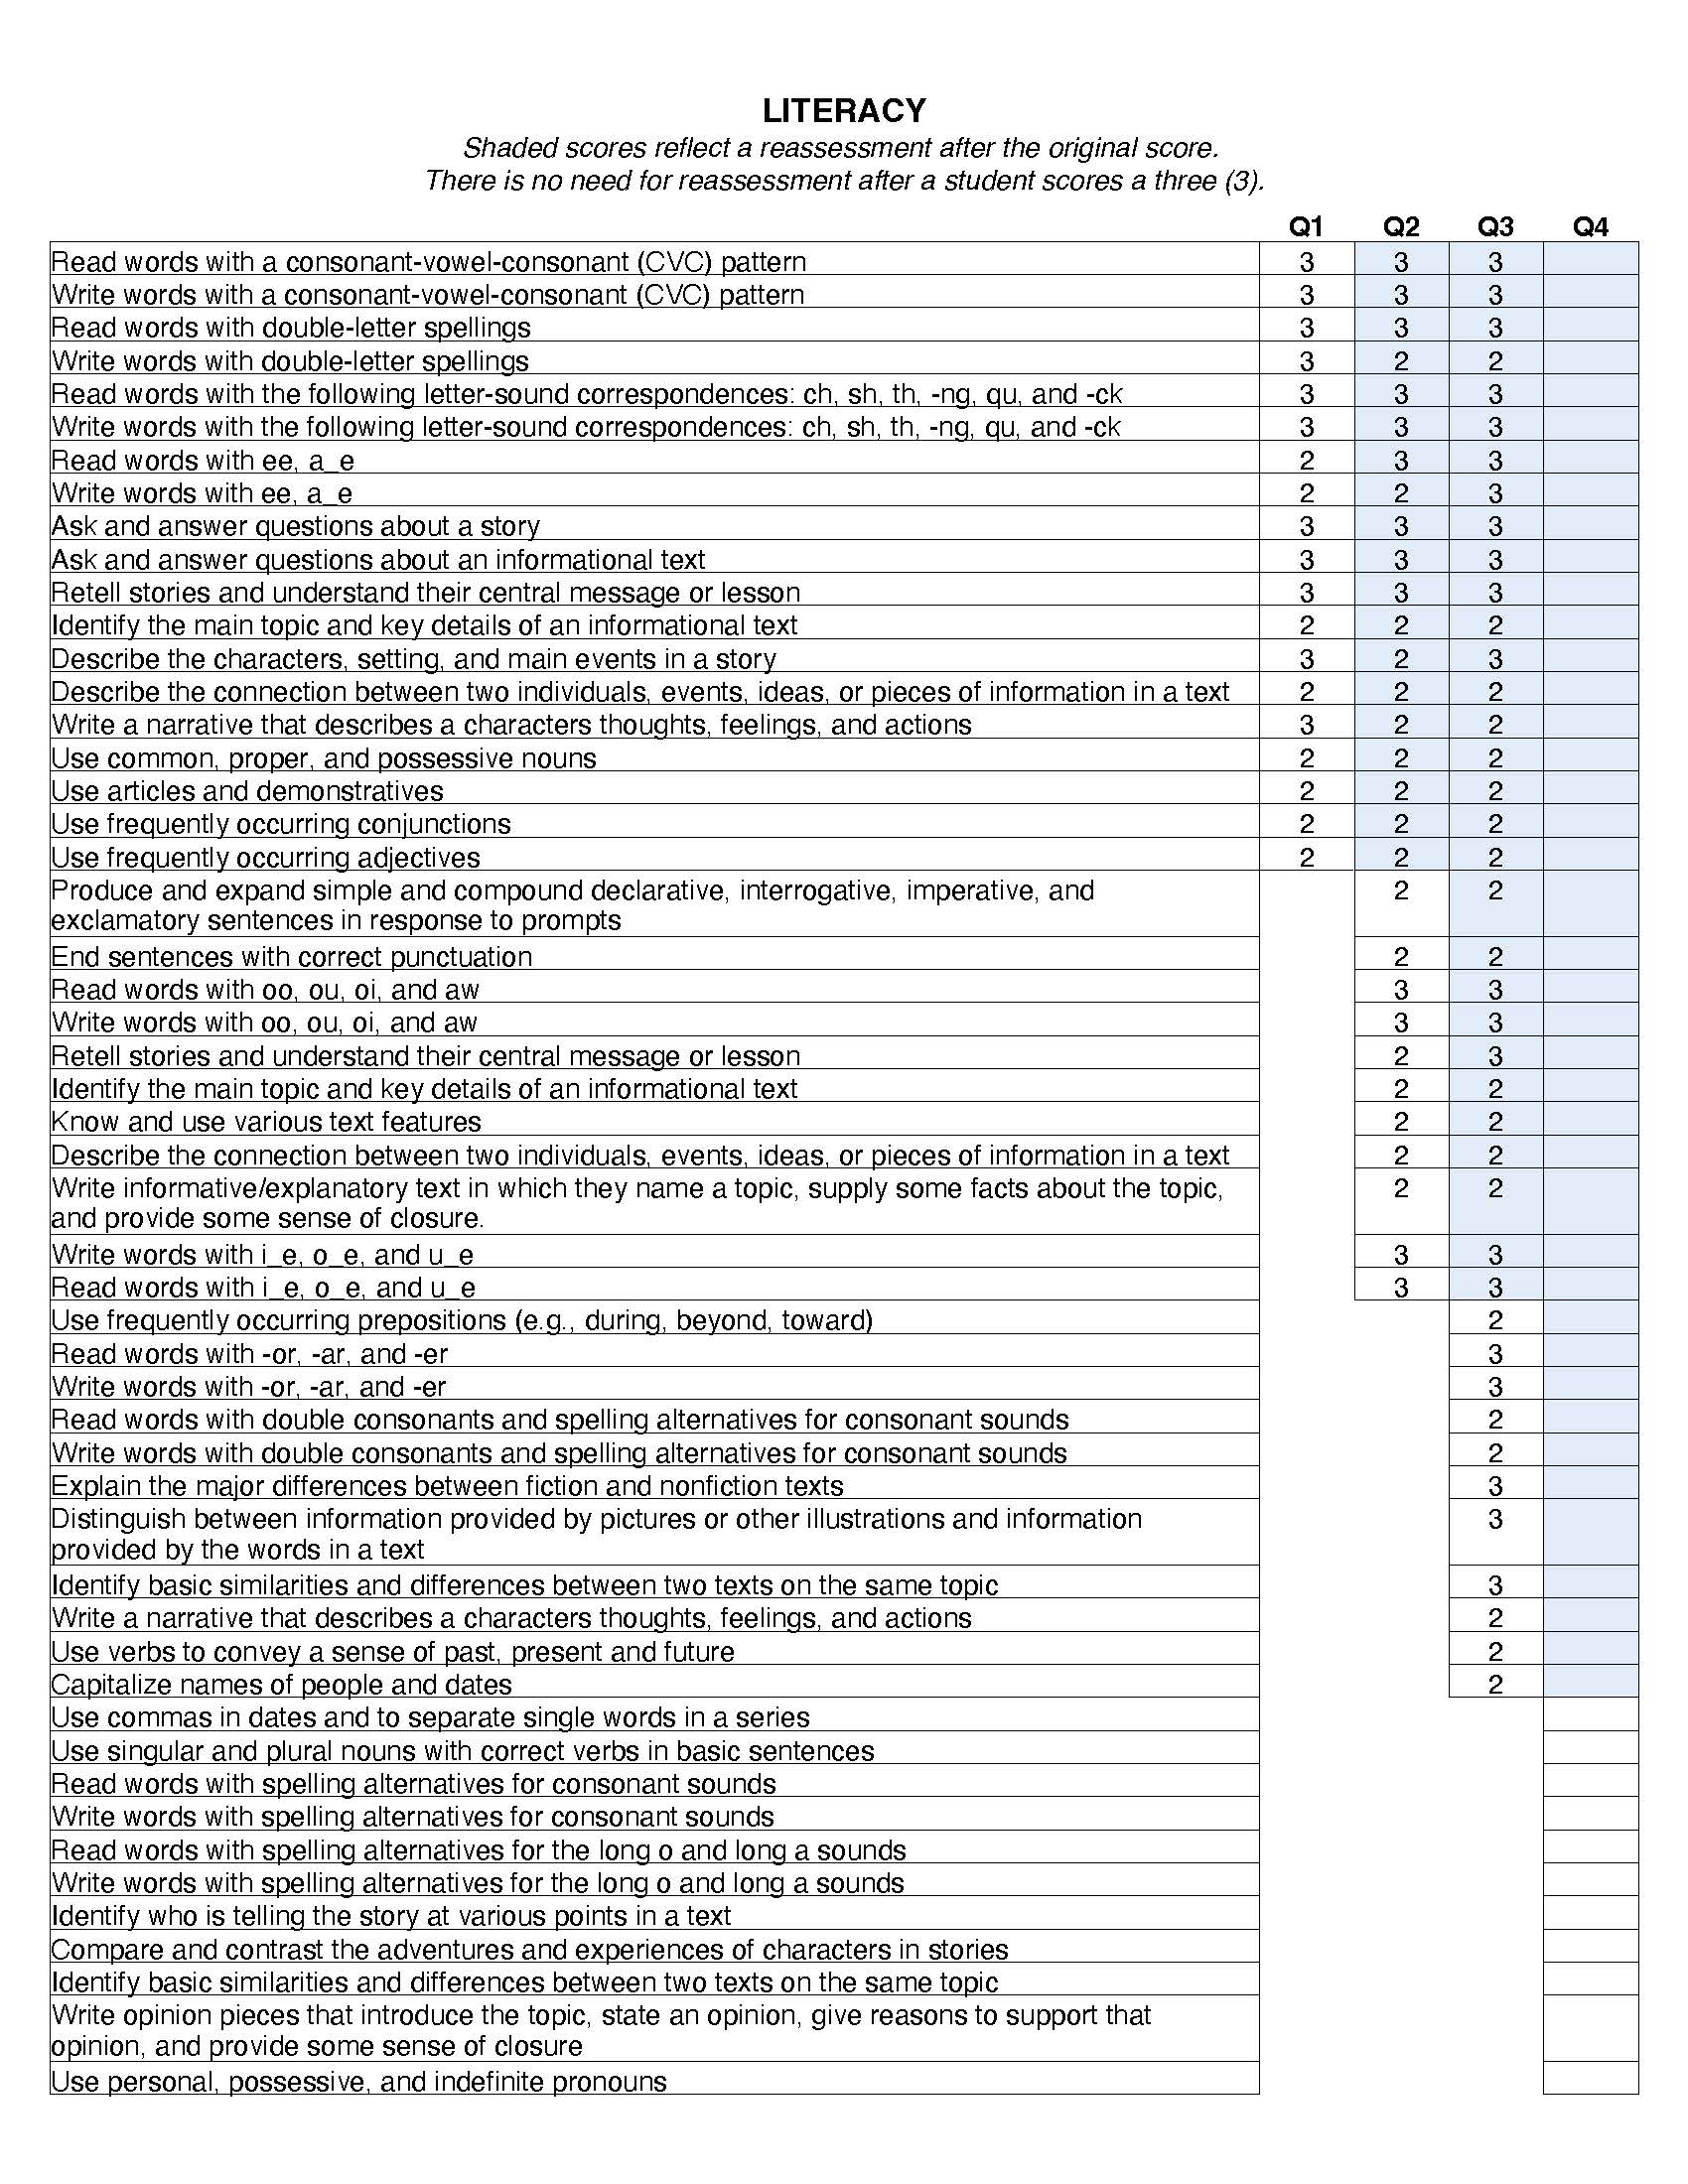 LITERACY
Shaded scores reflect a reassessment after the original score.
There is no need for reassessment after a student scores a three (3).
Q1 Q2 Q3 Q4
Read words with a consonant-vowel-consonant (CVC) pattern 3 3 3
Write words with a consonant-vowel-consonant (CVC) pattern 3 3 3
Read words with double-letter spellings 3 3 3
Write words with double-letter spellings 3 2 2
Read words with the following letter-sound correspondences: ch, sh, th, -ng, qu, and -ck 3 3 3
Write words with the following letter-sound correspondences: ch, sh, th, -ng, qu, and -ck 3 3 3
Read words with ee, a_e 2 3 3
Write words with ee, a_e 2 2 3
Ask and answer questions about a story 3 3 3
Ask and answer questions about an informational text 3 3 3
Retell stories and understand their central message or lesson 3 3 3
Identify the main topic and key details of an informational text 2 2 2
Describe the characters, setting, and main events in a story 3 2 3
Describe the connection between two individuals, events, ideas, or pieces of information in a text 2 2 2
Write a narrative that describes a characters thoughts, feelings, and actions 3 2 2
Use common, proper, and possessive nouns 2 2 2
Use articles and demonstratives 2 2 2
Use frequently occurring conjunctions 2 2 2
Use frequently occurring adjectives 2 2 2
Produce and expand simple and compound declarative, interrogative, imperative, and 2 2
exclamatory sentences in response to prompts
End sentences with correct punctuation 2 2
Read words with oo, ou, oi, and aw 3 3
Write words with oo, ou, oi, and aw 3 3
Retell stories and understand their central message or lesson 2 3
Identify the main topic and key details of an informational text 2 2
Know and use various text features 2 2
Describe the connection between two individuals, events, ideas, or pieces of information in a text 2 2
Write informative/explanatory text in which they name a topic, supply some facts about the topic, 2 2
and provide some sense of closure.
Write words with i_e, o_e, and u_e 3 3
Read words with i_e, o_e, and u_e 3 3
Use frequently occurring prepositions (e.g., during, beyond, toward) 2
Read words with -or, -ar, and -er 3
Write words with -or, -ar, and -er 3
Read words with double consonants and spelling alternatives for consonant sounds 2
Write words with double consonants and spelling alternatives for consonant sounds 2
Explain the major differences between fiction and nonfiction texts 3
Distinguish between information provided by pictures or other illustrations and information 3
provided by the words in a text
Identify basic similarities and differences between two texts on the same topic 3
Write a narrative that describes a characters thoughts, feelings, and actions 2
Use verbs to convey a sense of past, present and future 2
Capitalize names of people and dates 2
Use commas in dates and to separate single words in a series
Use singular and plural nouns with correct verbs in basic sentences
Read words with spelling alternatives for consonant sounds
Write words with spelling alternatives for consonant sounds
Read words with spelling alternatives for the long o and long a sounds
Write words with spelling alternatives for the long o and long a sounds
Identify who is telling the story at various points in a text
Compare and contrast the adventures and experiences of characters in stories
Identify basic similarities and differences between two texts on the same topic
Write opinion pieces that introduce the topic, state an opinion, give reasons to support that
opinion, and provide some sense of closure
Use personal, possessive, and indefinite pronouns